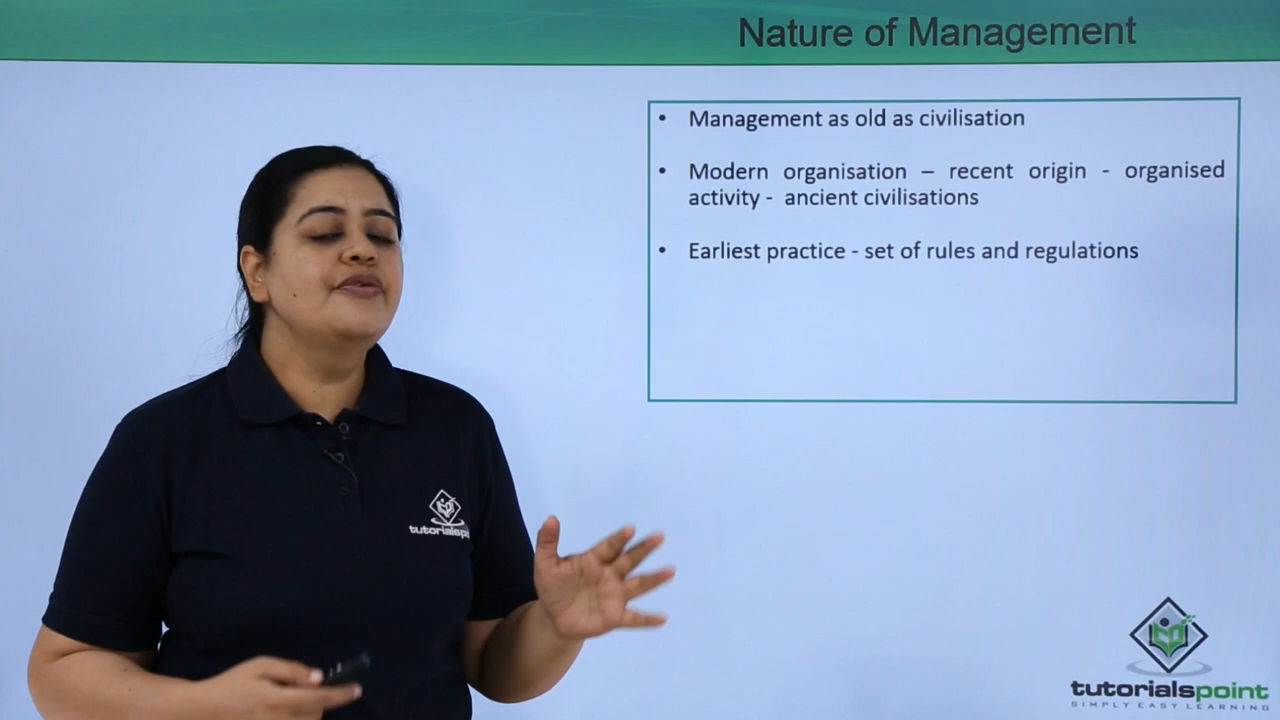 Nature of Management
• Management as old as civilisation
• Modern organisation – recent origin - organised
activity - ancient civilisations
• Earliest practice - set of rules and regulations
tutorialspoint
tutorialspoint
SIMPLY EASY LEARNING